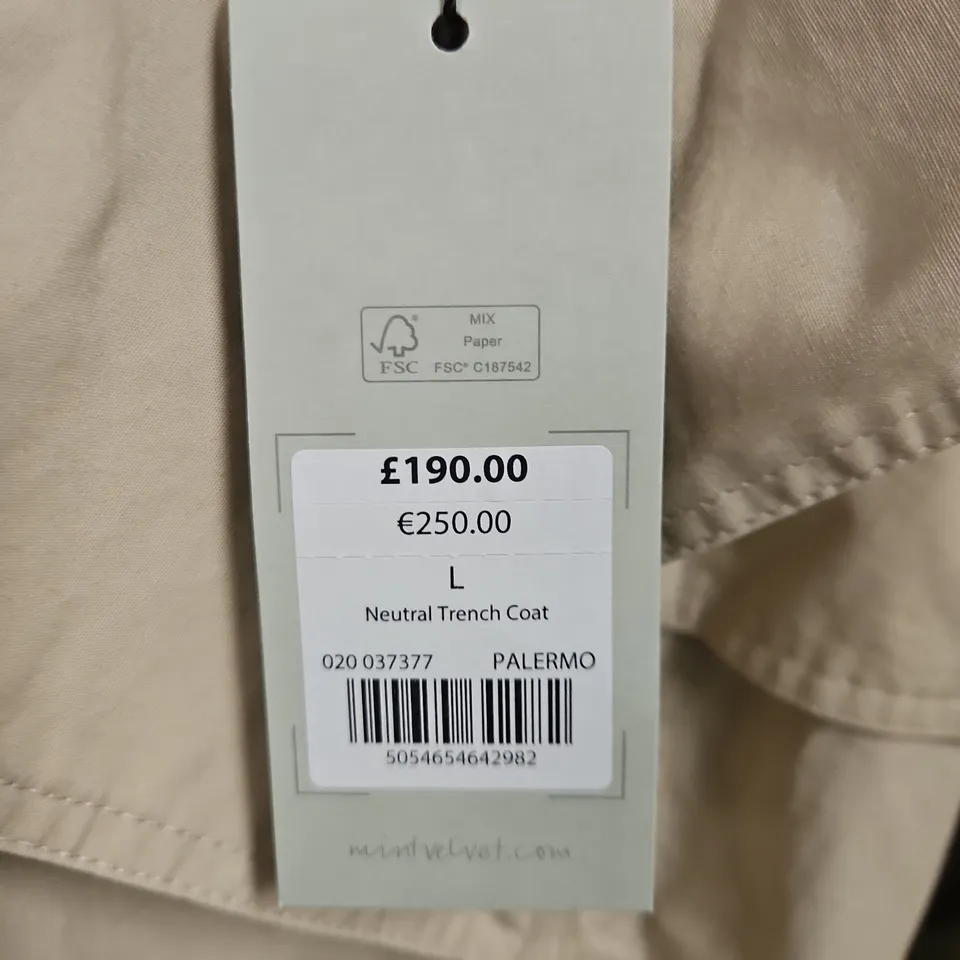 MIX
Paper
FSC® C187542
FSC
£190.00
€250.00
L
Neutral Trench Coat
020 037377 PALERMO
5054654642982
mintvelvet.com